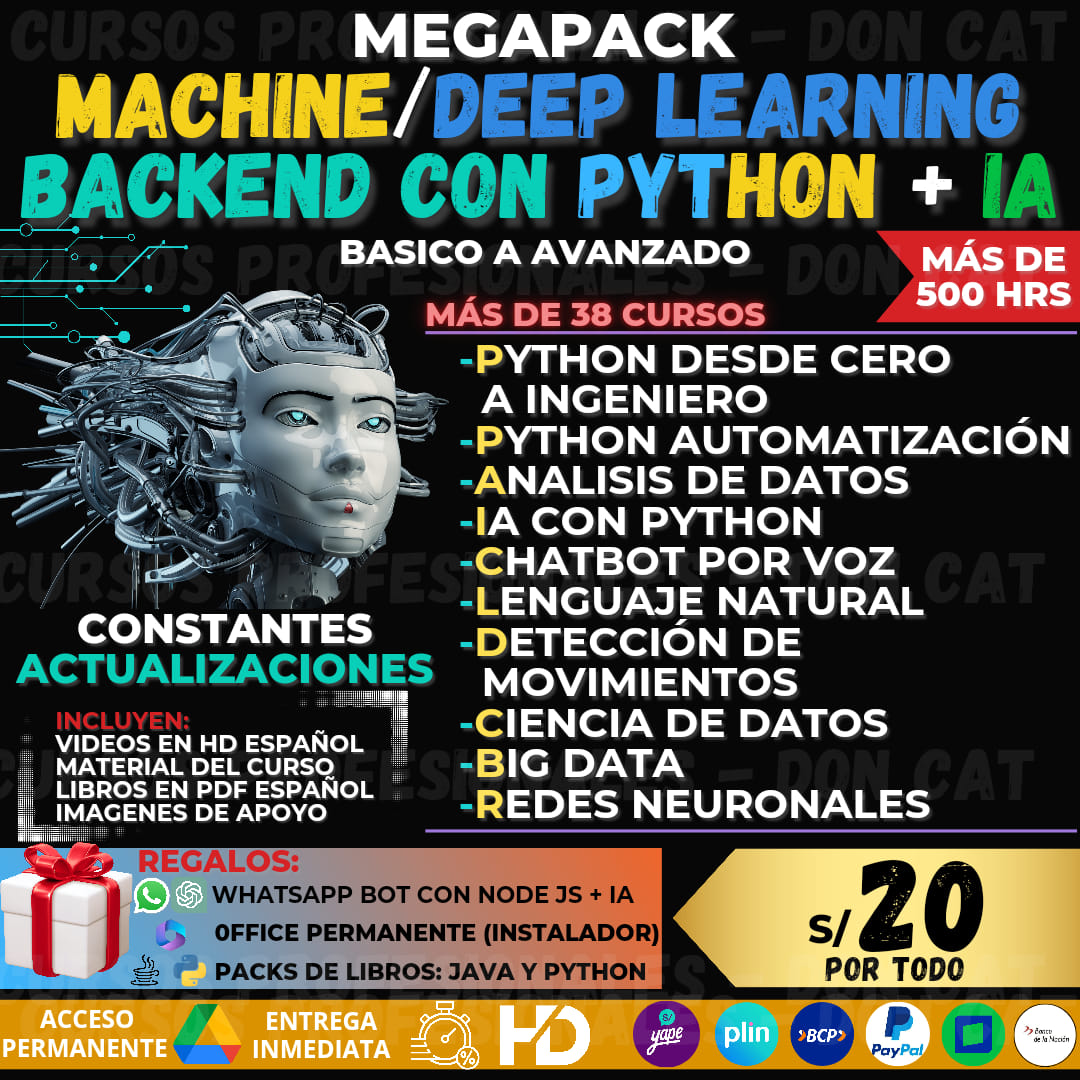 CURSOS PROFESIONALES - DON CAT
MEGAPACK
MACHINE/DEEP LEARNING
BACKEND CON PYTHON + IA
BASICO A AVANZADO
MÁS DE
500 HRS
MÁS DE 38 CURSOS
-PYTHON DESDE CERO
A INGENIERO
-PYTHON AUTOMATIZACIÓN
-ANALISIS DE DATOS
-IA CON PYTHON
-CHATBOT POR VOZ
-LENGUAJE NATURAL
-DETECCIÓN DE
MOVIMIENTOS
-CIENCIA DE DATOS
-BIG DATA
-REDES NEURONALES
CONSTANTES
ACTUALIZACIONES
INCLUYEN:
VIDEOS EN HD ESPAÑOL
MATERIAL DEL CURSO
LIBROS EN PDF ESPAÑOL
IMAGENES DE APOYO
REGALOS:
WHATSAPP BOT CON NODE JS + IA
0FFICE PERMANENTE (INSTALADOR)
PACKS DE LIBROS: JAVA Y PYTHON
S/20
POR TODO
ACCESO
PERMANENTE
ENTREGA
INMEDIATA
%
HD
S/
yape
plin
›BCP›
PayPal
Banco
de la Nación